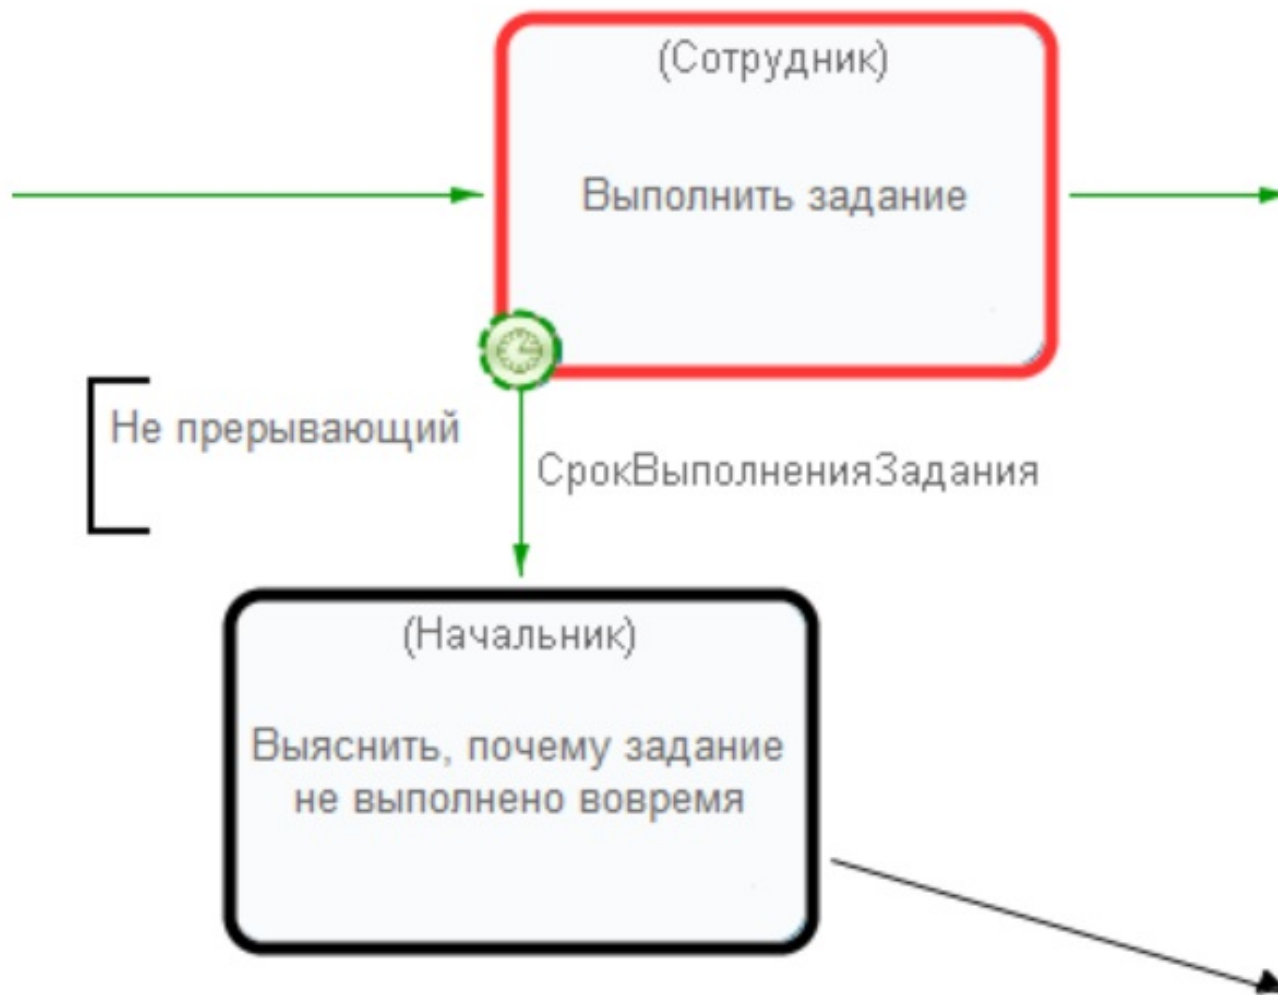 (Сотрудник)
Выполнить задание
Не прерывающий
СрокВыполненияЗадания
(Начальник)
Выяснить, почему задание
не выполнено вовремя